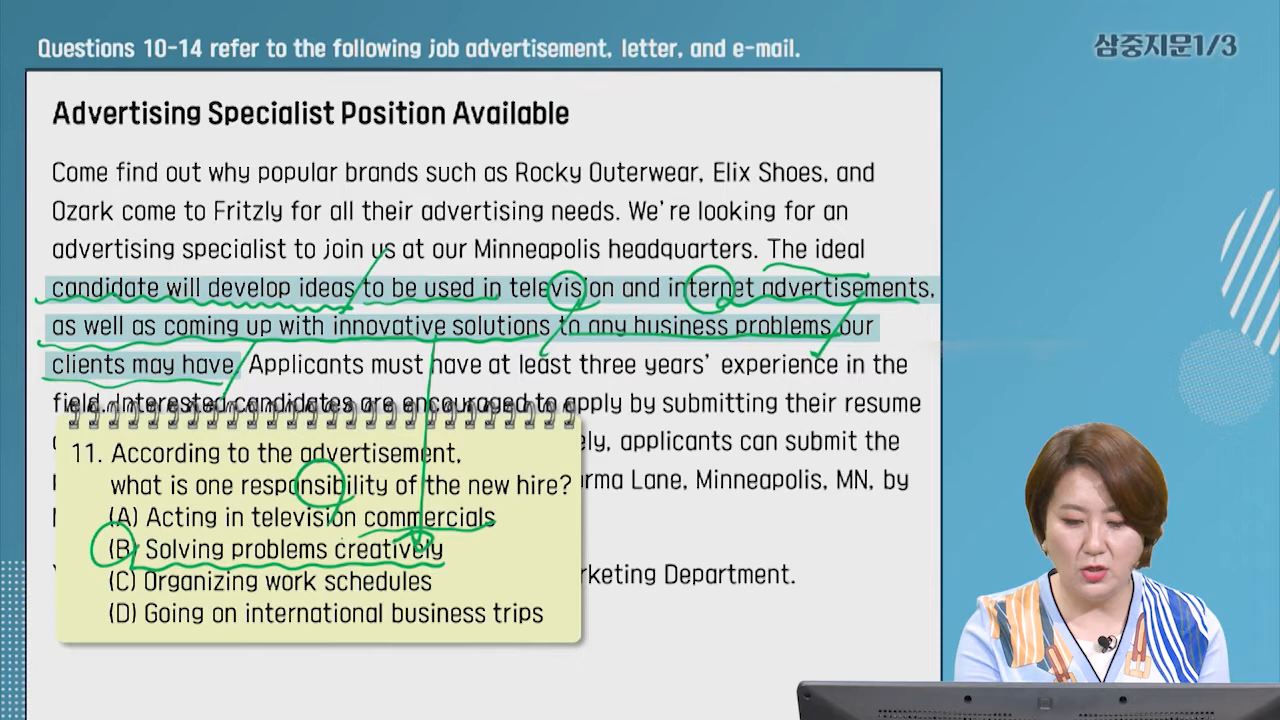 Questions 10-14 refer to the following job advertisement, letter, and e-mail.
삼중지문1/3
Advertising Specialist Position Available
Come find out why popular brands such as Rocky Outerwear, Elix Shoes, and
Ozark come to Fritzly for all their advertising needs. We're looking for an
advertising specialist to join us at our Minneapolis headquarters. The ideal
candidate will develop ideas to be used in television and internet advertisements,
as well as coming up with innovative solutions to any business problems our
clients may have. Applicants must have at least three years' experience in the
field. Interested candidates are encouraged to apply by submitting their resume
applicants can submit the
Lane, Minneapolis, MN, by
Department.
11. According to the advertisement,
what is one responsibility of the new hire?
(A) Acting in television commercials
(B) Solving problems creatively
(C) Organizing work schedules
(D) Going on international business trips